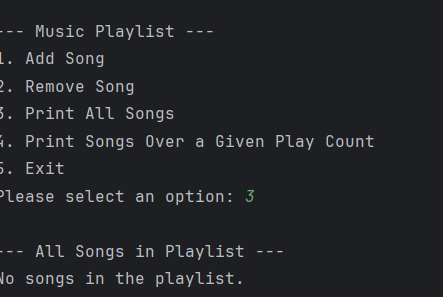 --- Music Playlist ---
1. Add Song
2. Remove Song
3. Print All Songs
4. Print Songs Over a Given Play Count
5. Exit
Please select an option: 3
--- All Songs in Playlist ---
No songs in the playlist.